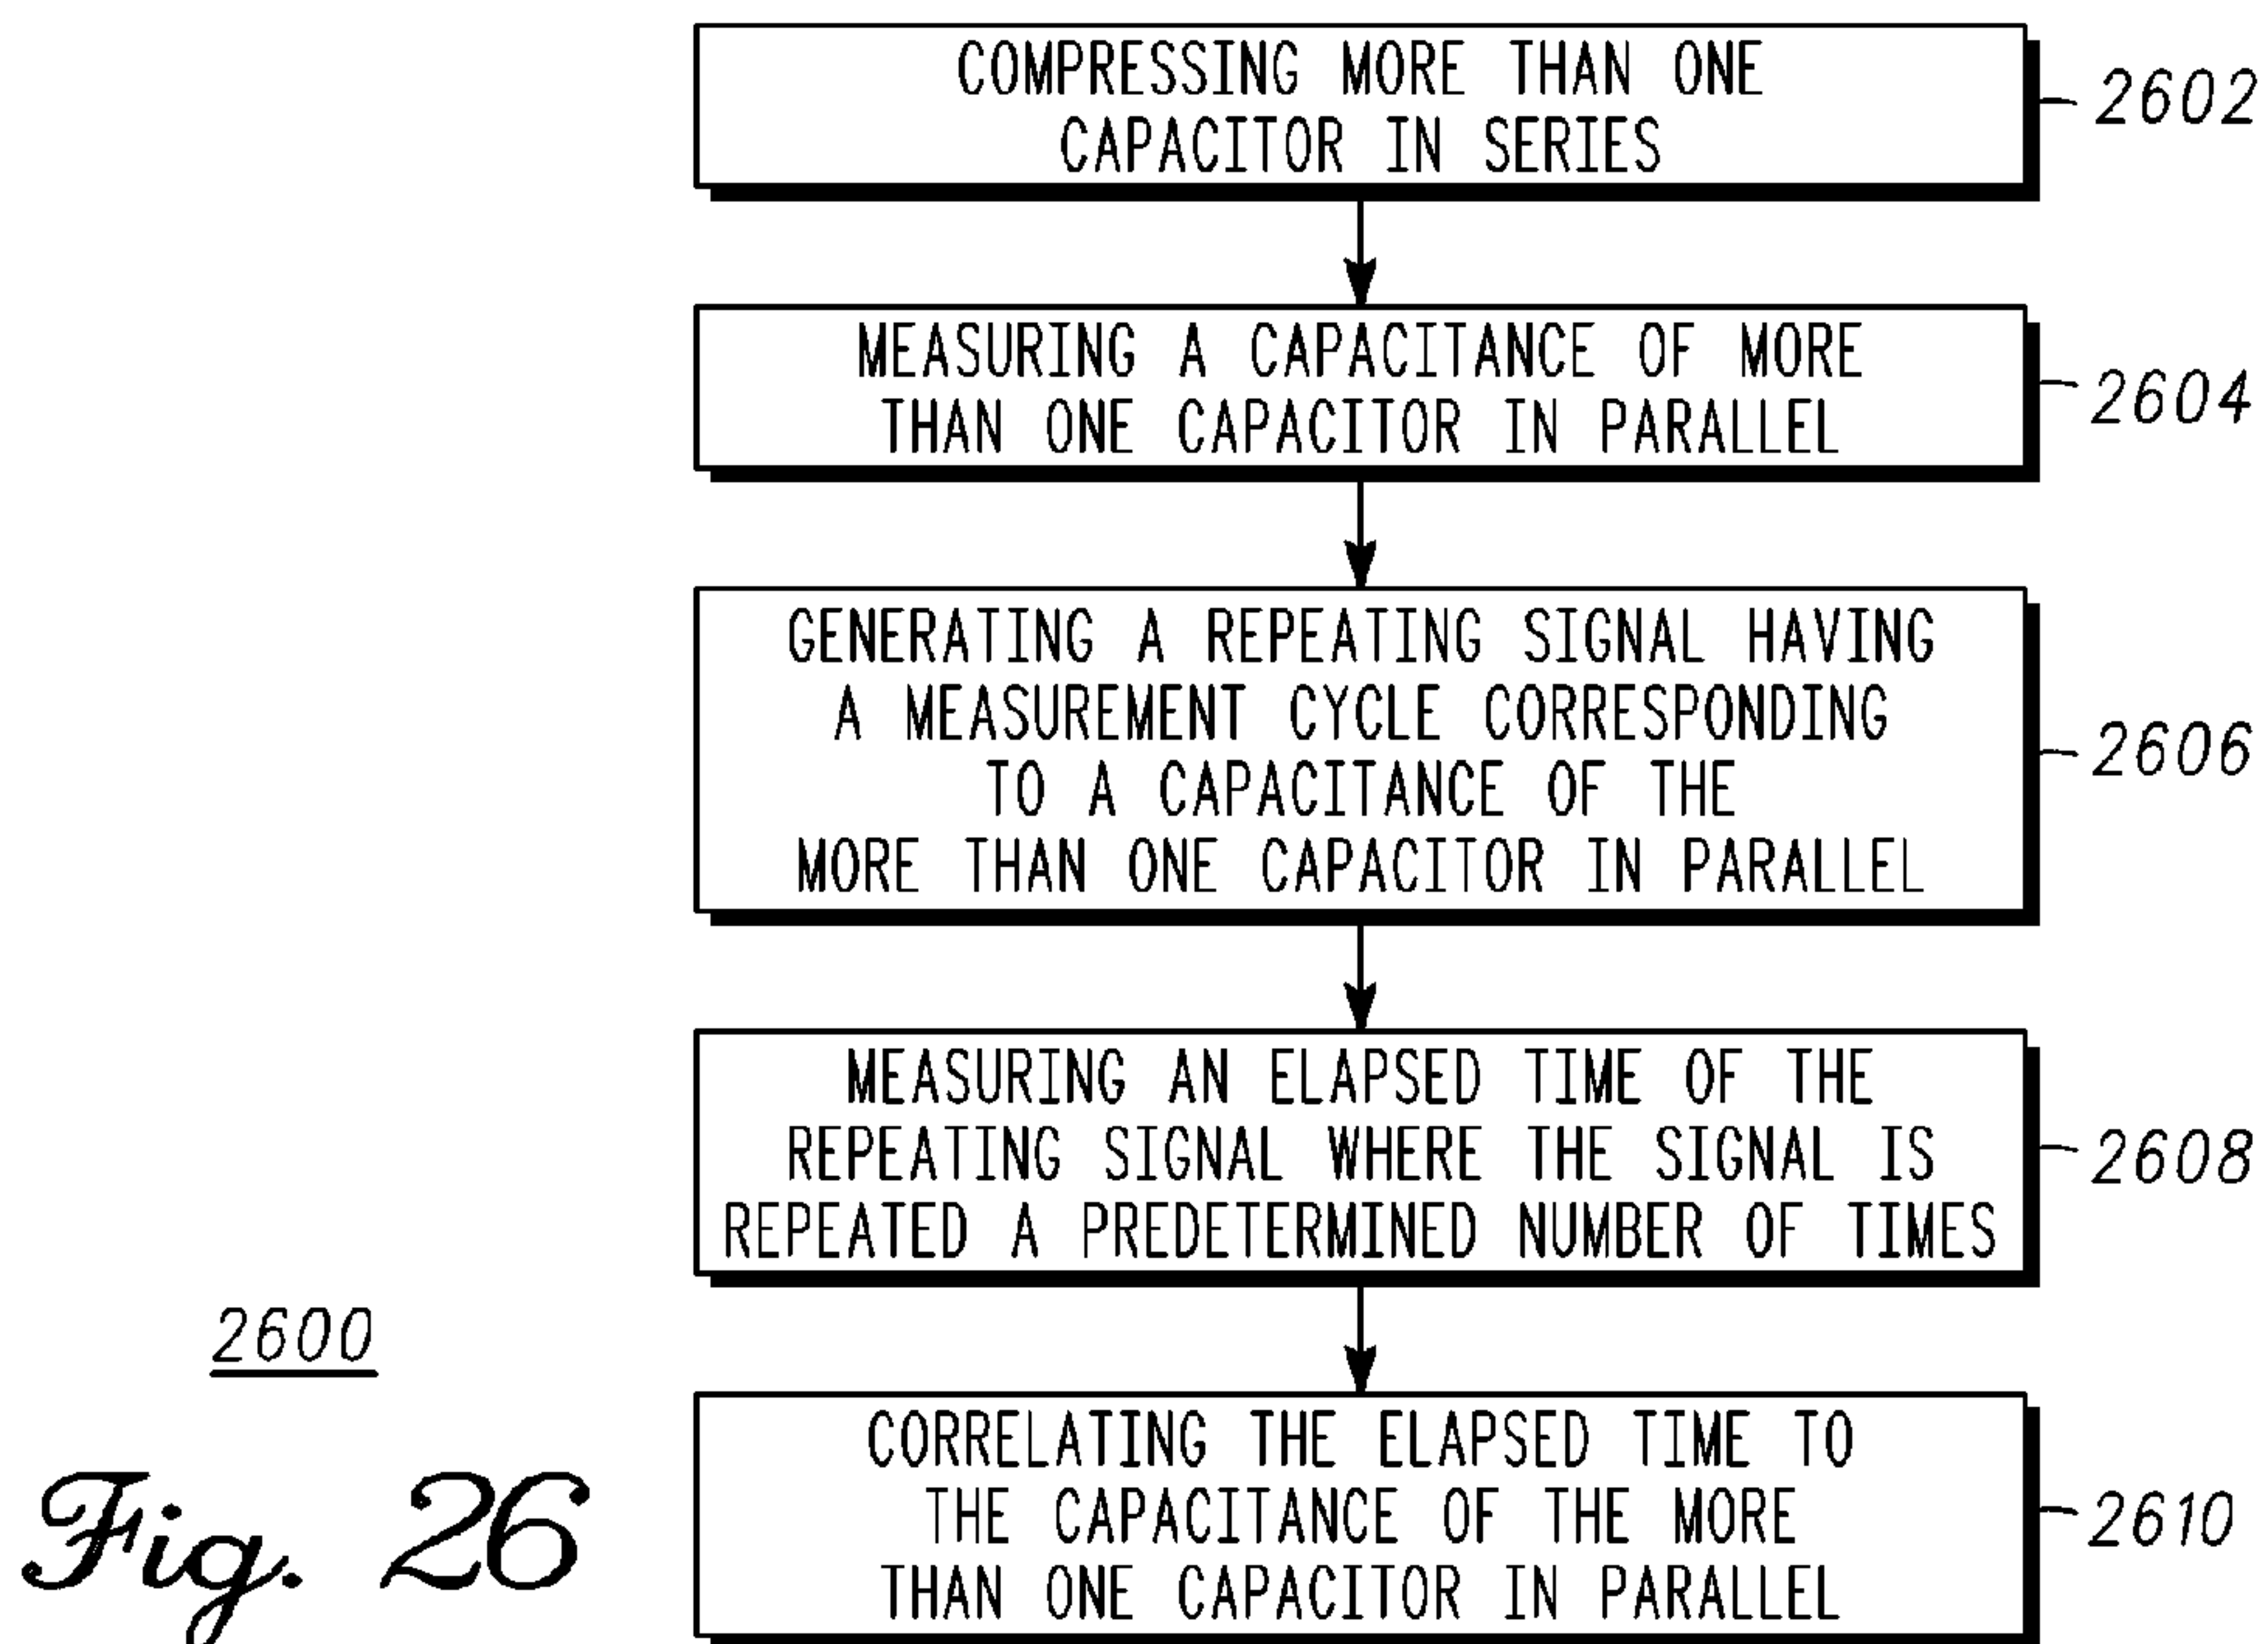 COMPRESSING MORE THAN ONE
CAPACITOR IN SERIES
2602
MEASURING A CAPACITANCE OF MORE
THAN ONE CAPACITOR IN PARALLEL
2604
GENERATING A REPEATING SIGNAL HAVING
A MEASUREMENT CYCLE CORRESPONDING
TO A CAPACITANCE OF THE
MORE THAN ONE CAPACITOR IN PARALLEL
2606
MEASURING AN ELAPSED TIME OF THE
REPEATING SIGNAL WHERE THE SIGNAL IS
REPEATED A PREDETERMINED NUMBER OF TIMES
2608
CORRELATING THE ELAPSED TIME TO
THE CAPACITANCE OF THE MORE
THAN ONE CAPACITOR IN PARALLEL
2610
2600
Fig. 26